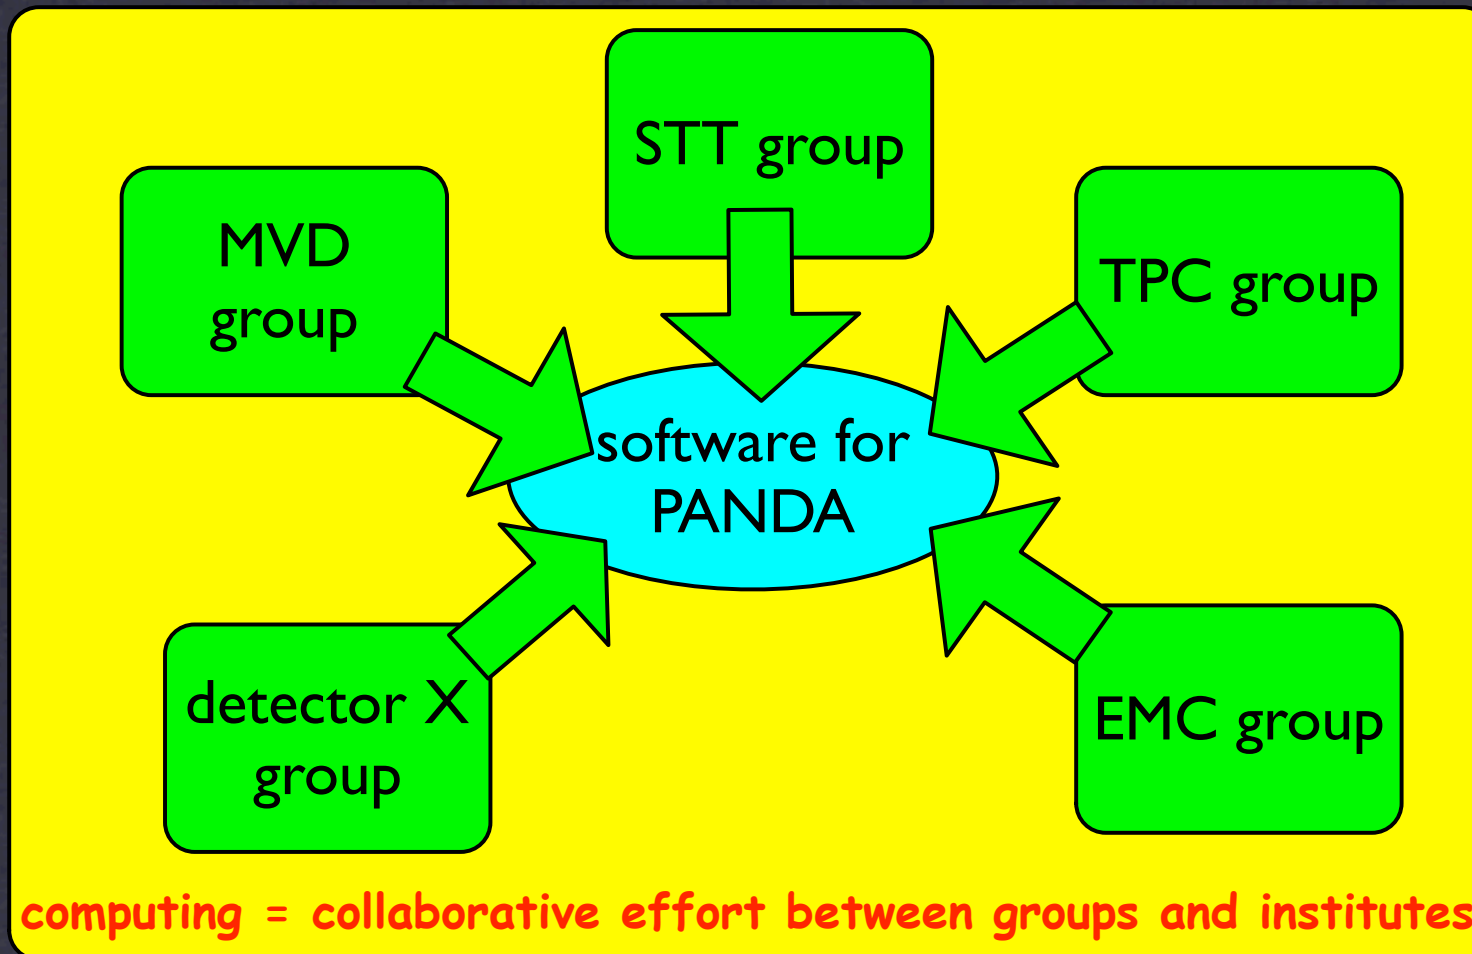 STT group
MVD
group
TPC group
software for
PANDA
detector X
group
EMC group
computing = collaborative effort between groups and institutes